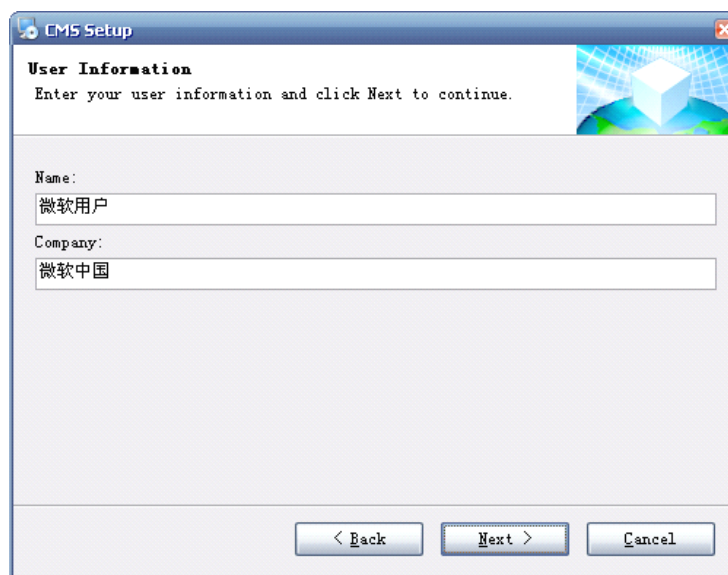 CMS Setup
User Information
Enter your user information and click Next to continue.
Name:
微软用户
Company:
微软中国
< Back
Next >
Cancel